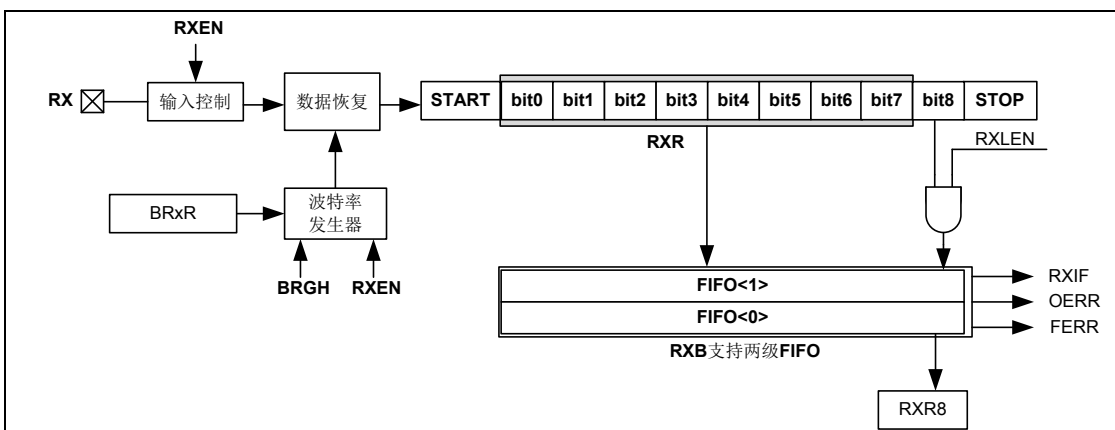 RXEN
RX
输入控制
数据恢复
START bit0 bit1 bit2 bit3 bit4 bit5 bit6 bit7 bit8 STOP
RXR
RXLEN
BRxR
波特率
发生器
BRGH RXEN
FIFO<1>
FIFO<0>
RXIF
OERR
FERR
RXB支持两级FIFO
RXR8